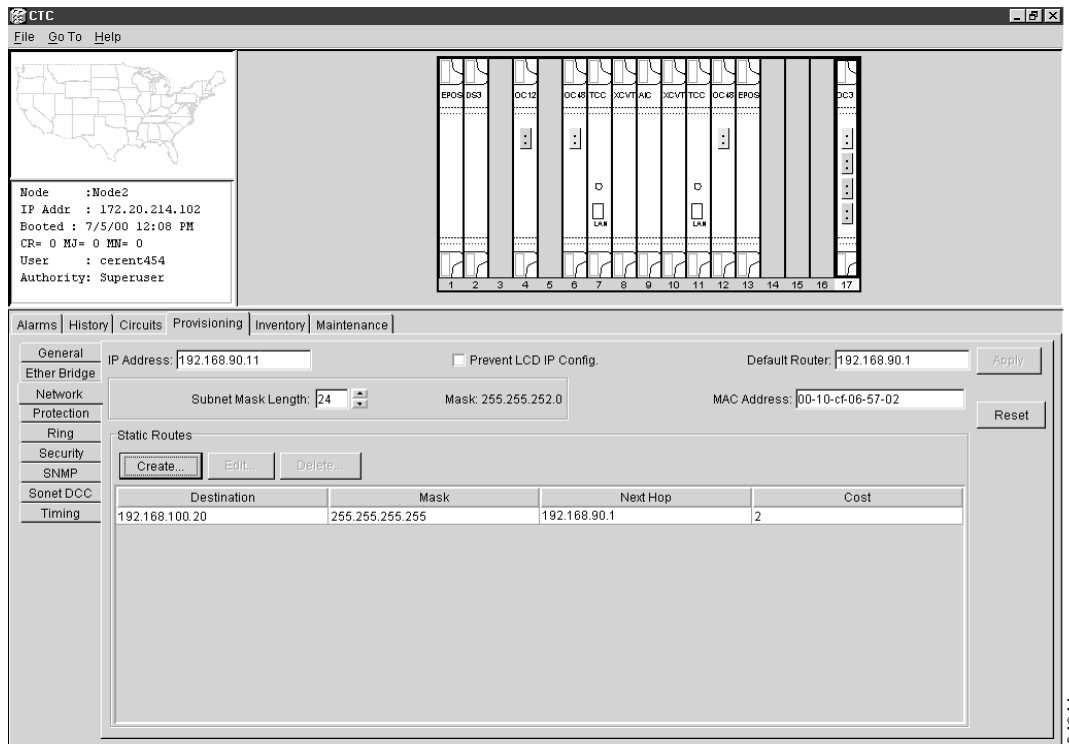 CTC
File Go To Help
EPOS DS3 OC12 OC48 TCC XCVT AIC XCVT TCC OC48 EPOS OC3
LAN LAN
1 2 3 4 5 6 7 8 9 10 11 12 13 14 15 16 17
Node :Node2
IP Addr : 172.20.214.102
Booted : 7/5/00 12:08 PM
CR= 0 MJ= 0 MN= 0
User : cerent454
Authority: Superuser
Alarms History Circuits Provisioning Inventory Maintenance
General
Ether Bridge
Network
Protection
Ring
Security
SNMP
Sonet DCC
Timing
IP Address: 192.168.90.11 Prevent LCD IP Config. Default Router: 192.168.90.1 Apply
Subnet Mask Length: 24 Mask: 255.255.252.0 MAC Address: 00-10-cf-06-57-02
Reset
Static Routes
Create... Edit... Delete...
Destination Mask Next Hop Cost
192.168.100.20 255.255.255.255 192.168.90.1 2